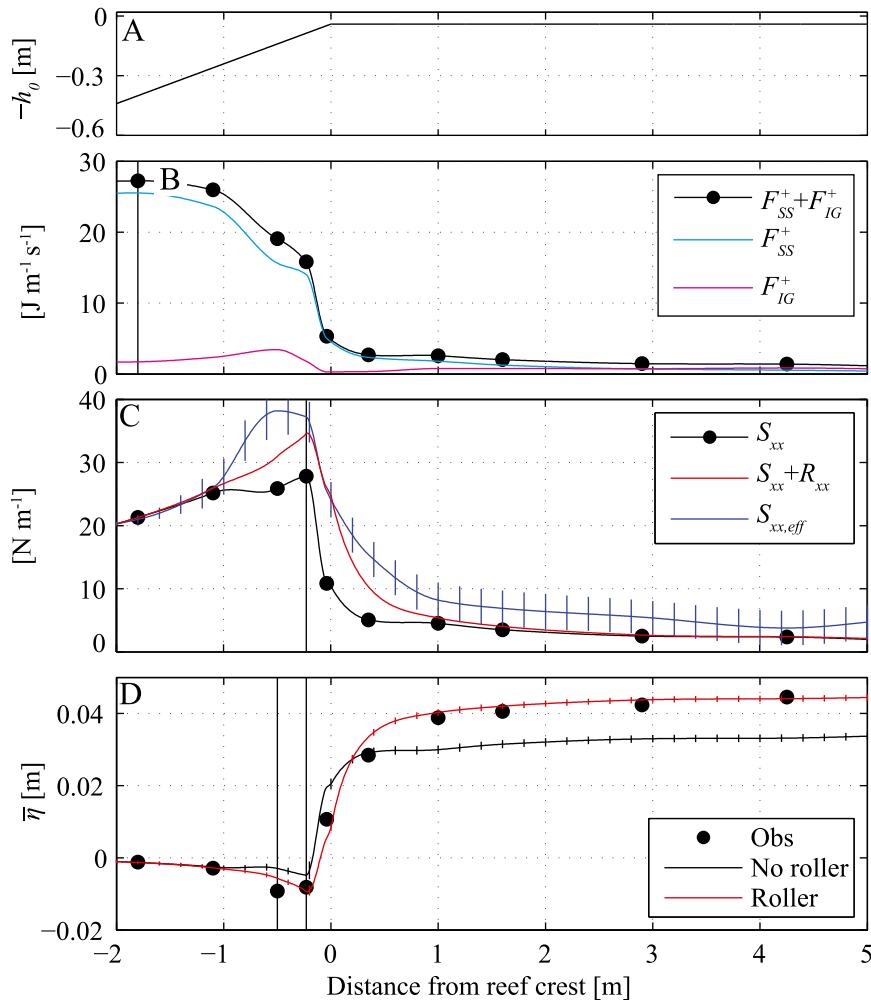 A
0
−0.3
−0.6
−h0 [m]
B
30
20
10
0
[J m-1 s-1]
F+SS+F+IG
F+SS
F+IG
C
40
30
20
10
0
[N m-1]
Sxx
Sxx+Rxx
Sxx,eff
D
0.04
0.02
0
−0.02
η̅ [m]
Obs
No roller
Roller
−2 −1 0 1 2 3 4 5
Distance from reef crest [m]